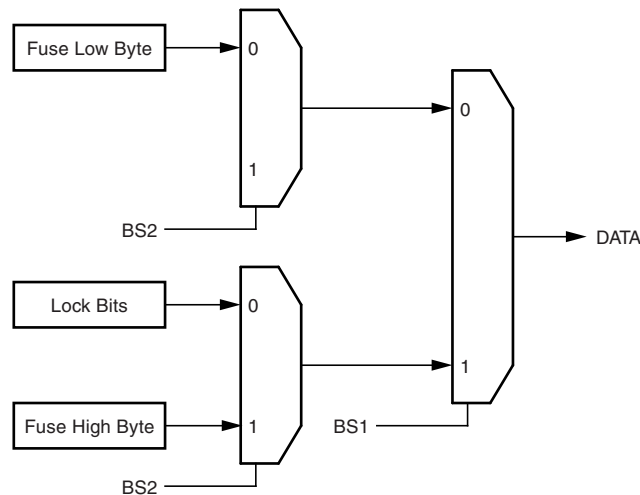 Fuse Low Byte
0
1
BS2
0
DATA
Lock Bits
0
1
Fuse High Byte
1
BS1
BS2